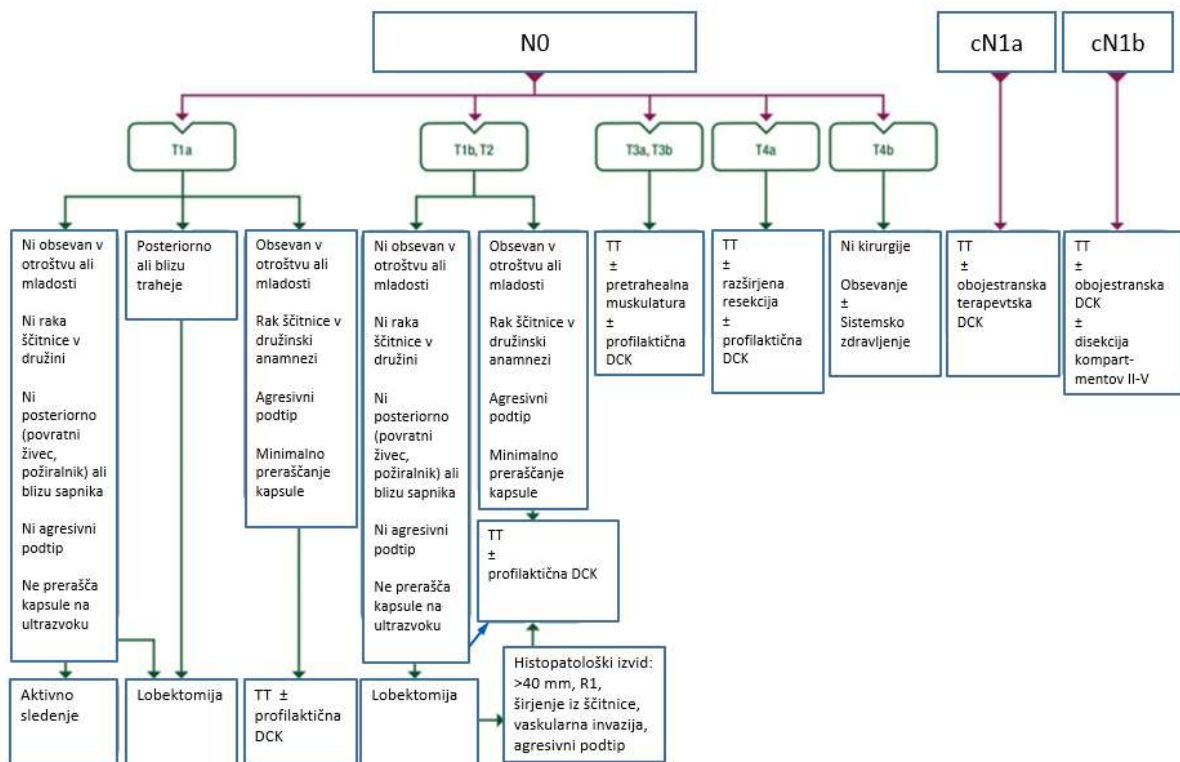 N0
cN1a
cN1b
T1a
T1b, T2
T3a, T3b
T4a
T4b
Ni obsevan v
otroštvu ali
mladosti
Ni raka
ščitnice v
družini
Ni
posteriorno
(povratni
živec,
požiralnik) ali
blizu sapnika
Ni agresivni
podtip
Ne prerašča
kapsule na
ultrazvoku
Posteriorno
ali blizu
traheje
Obsevan v
otroštvu ali
mladosti
Rak ščitnice v
družinski
anamnezi
Agresivni
podtip
Minimalno
preraščanje
kapsule
Ni obsevan v
otroštvu ali
mladosti
Ni raka
ščitnice v
družini
Ni
posteriorno
(povratni
živec,
požiralnik) ali
blizu sapnika
Ni agresivni
podtip
Ne prerašča
kapsule na
ultrazvoku
Obsevan v
otroštvu ali
mladosti
Rak ščitnice v
družinski
anamnezi
Agresivni
podtip
Minimalno
preraščanje
kapsule
TT
±
pretrahealna
muskulatura
±
profilaktična
DCK
TT
±
razširjena
resekcija
±
profilaktična
DCK
Ni kirurgije
Obsevanje
±
Sistemsko
zdravljenje
TT
±
obojestranska
terapevtska
DCK
TT
±
obojestranska
DCK
±
disekcija
kompart-
mentov II-V
TT
±
profilaktična DCK
Aktivno
sledenje
Lobektomija
TT ±
profilaktična
DCK
Lobektomija
Histopatološki izvid:
>40 mm, R1,
širjenje iz ščitnice,
vaskularna invazija,
agresivni podtip